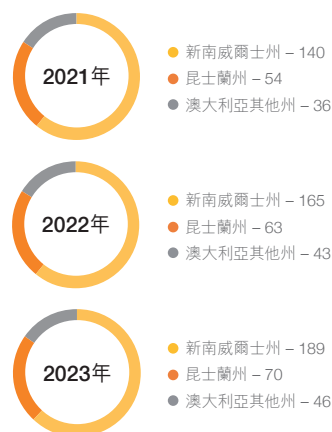 2021年
新南威爾士州 – 140
昆士蘭州 – 54
澳大利亞其他州 – 36
2022年
新南威爾士州 – 165
昆士蘭州 – 63
澳大利亞其他州 – 43
2023年
新南威爾士州 – 189
昆士蘭州 – 70
澳大利亞其他州 – 46